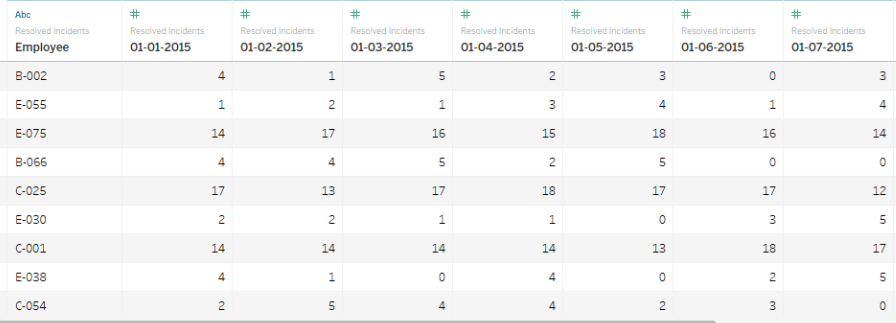 Abc # # # # # # #
Resolved Incidents Resolved Incidents Resolved Incidents Resolved Incidents Resolved Incidents Resolved Incidents Resolved Incidents Resolved Incidents
Employee 01-01-2015 01-02-2015 01-03-2015 01-04-2015 01-05-2015 01-06-2015 01-07-2015
B-002 4 1 5 2 3 0 3
E-055 1 2 1 3 4 1 4
E-075 14 17 16 15 18 16 14
B-066 4 4 5 2 5 0 0
C-025 17 13 17 18 17 17 12
E-030 2 2 1 1 0 3 5
C-001 14 14 14 14 13 18 17
E-038 4 1 0 4 0 2 5
C-054 2 5 4 4 2 3 0